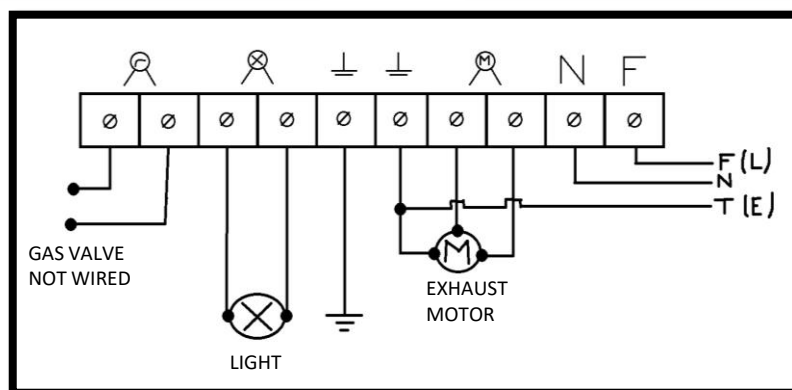 M N F
F (L)
N
T (E)
GAS VALVE
NOT WIRED
M
EXHAUST
MOTOR
LIGHT